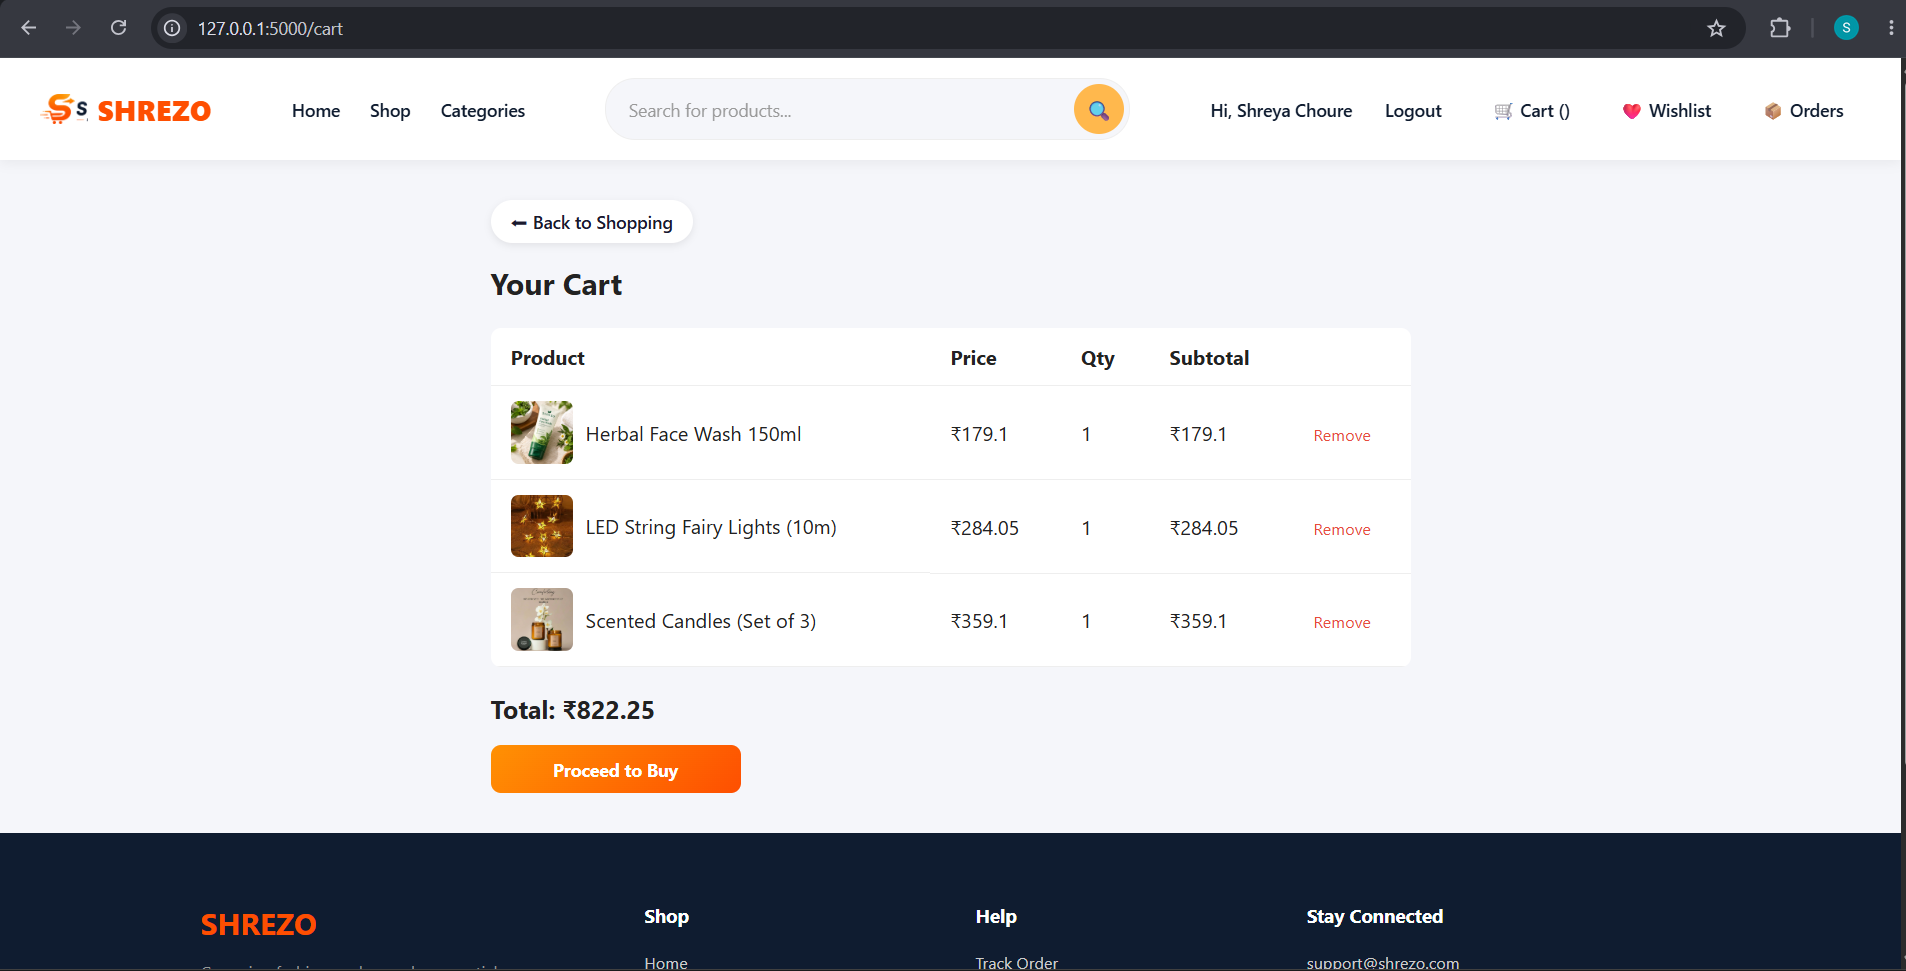 127.0.0.1:5000/cart
S
S SHREZO
Home Shop Categories
Search for products...
Hi, Shreya Choure Logout Cart () Wishlist Orders
Back to Shopping
Your Cart
Product Price Qty Subtotal
Herbal Face Wash 150ml ₹179.1 1 ₹179.1 Remove
LED String Fairy Lights (10m) ₹284.05 1 ₹284.05 Remove
Scented Candles (Set of 3) ₹359.1 1 ₹359.1 Remove
Total: ₹822.25
Proceed to Buy
SHREZO
Shop
Home
Help
Track Order
Stay Connected
support@shrezo.com